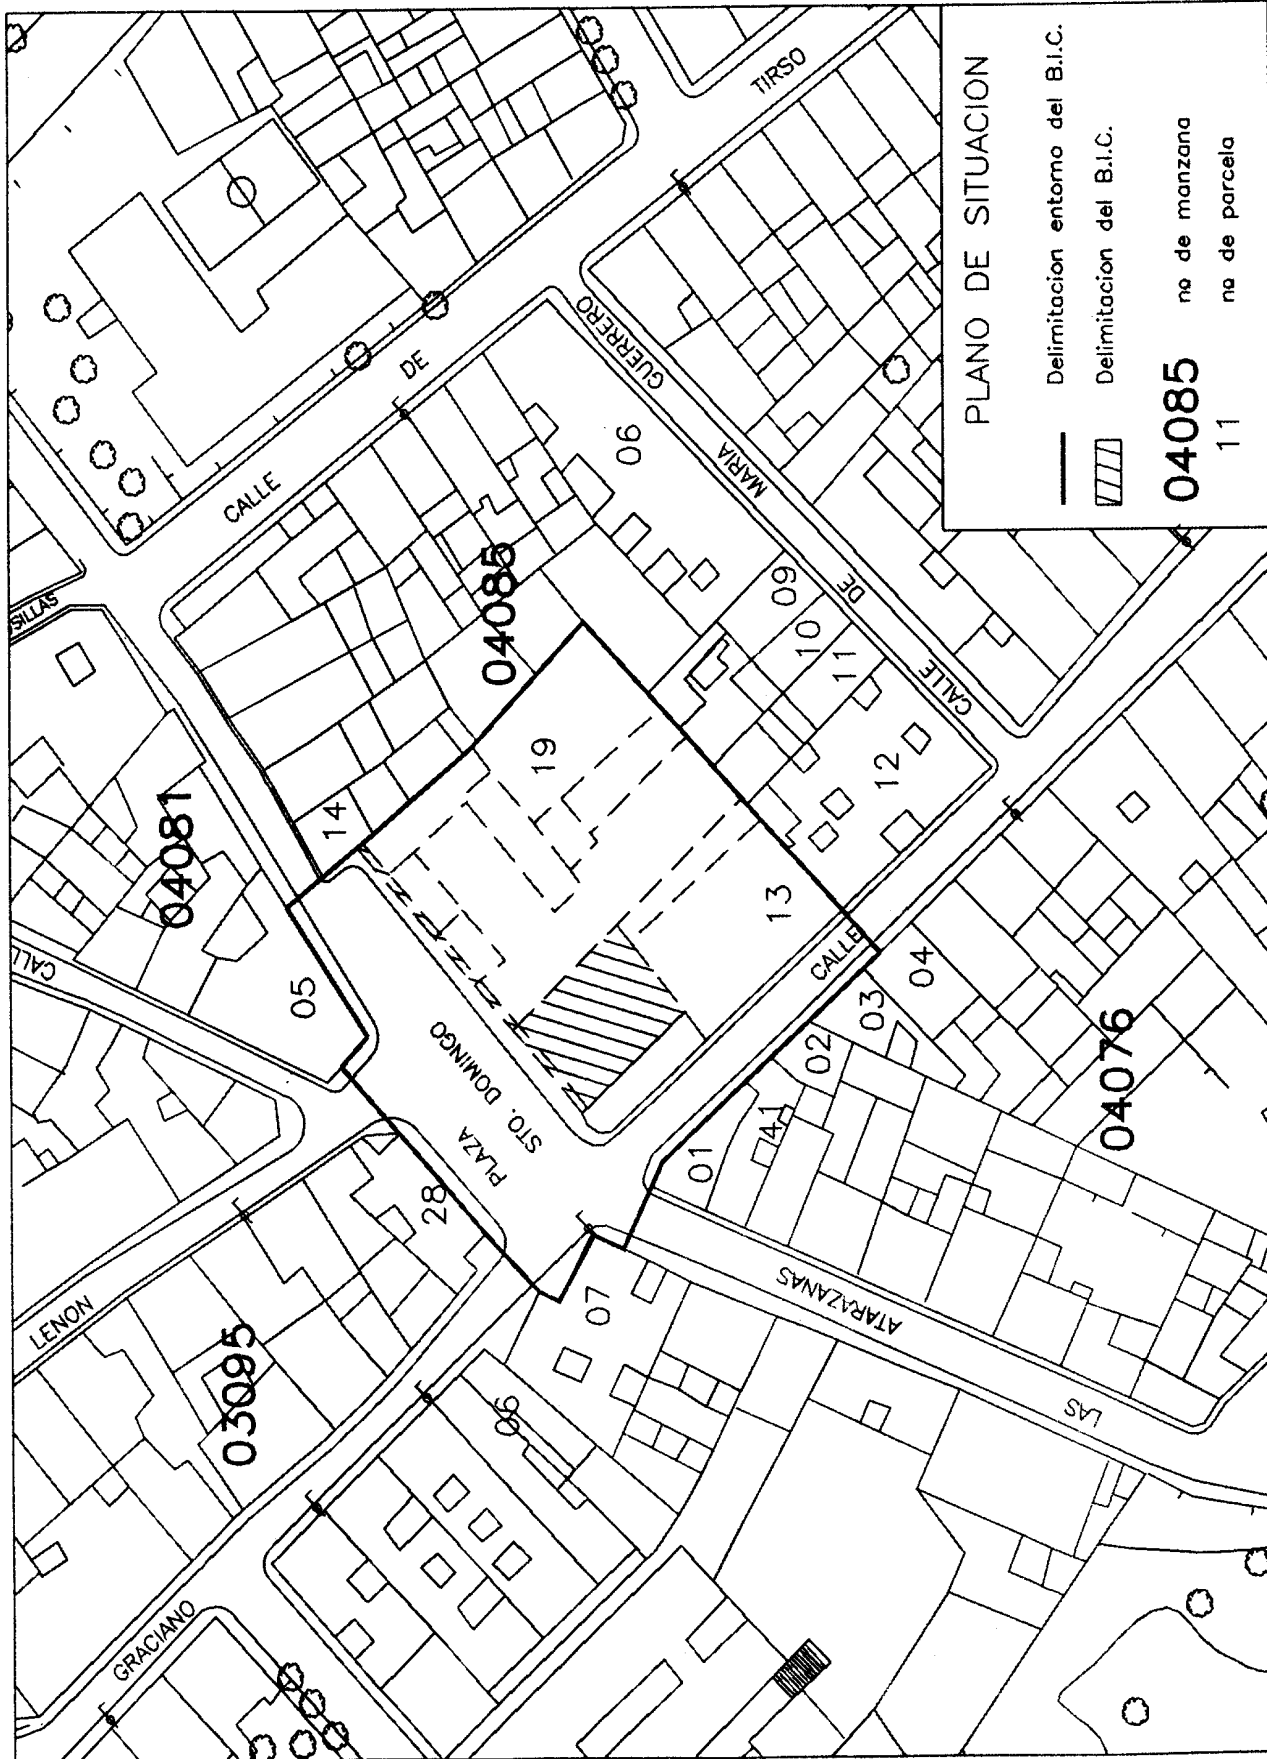 PLANO DE SITUACION
Delimitacion entorno del B.I.C.
Delimitacion del B.I.C.
04085 no de manzana
11 no de parcela
SILLAS
CALL
LENON
GRACIANO
CALLE
DE
TIRSO
CALLE
DE
MARIA
GUERRERO
PLAZA
STO. DOMINGO
CALLE
LAS
ATARAZANAS
04081
04085
03095
04076
05
14
19
06
09
10
11
12
13
28
07
06
01
41
02
03
04